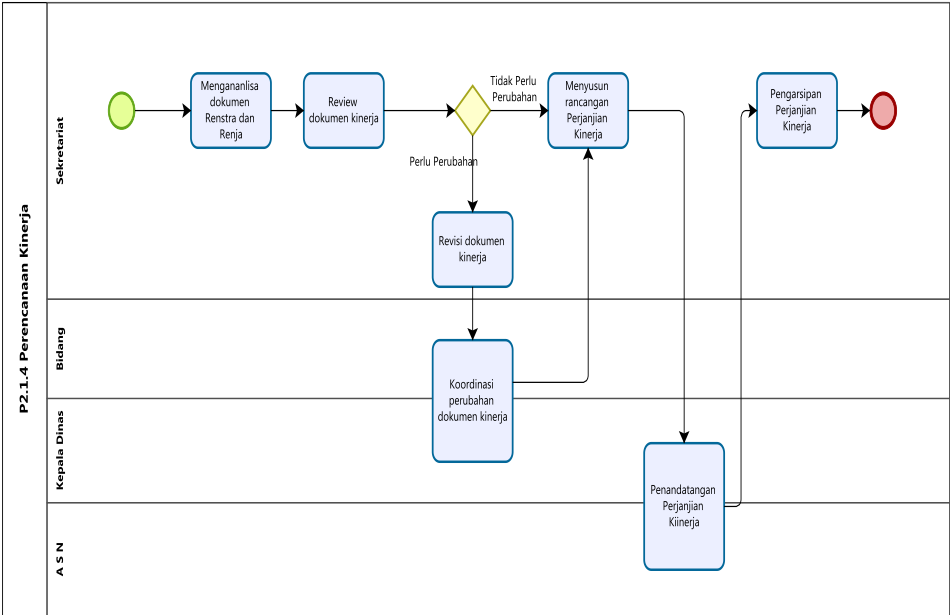 P2.1.4 Perencanaan Kinerja
Sekretariat
Mengananlisa
dokumen
Renstra dan
Renja
Review
dokumen kinerja
Tidak Perlu
Perubahan
Perlu Perubahan
Menyusun
rancangan
Perjanjian
Kinerja
Pengarsipan
Perjanjian
Kinerja
Revisi dokumen
kinerja
Bidang
Koordinasi
perubahan
dokumen kinerja
Kepala Dinas
Penandatangan
Perjanjian
Kiinerja
A S N